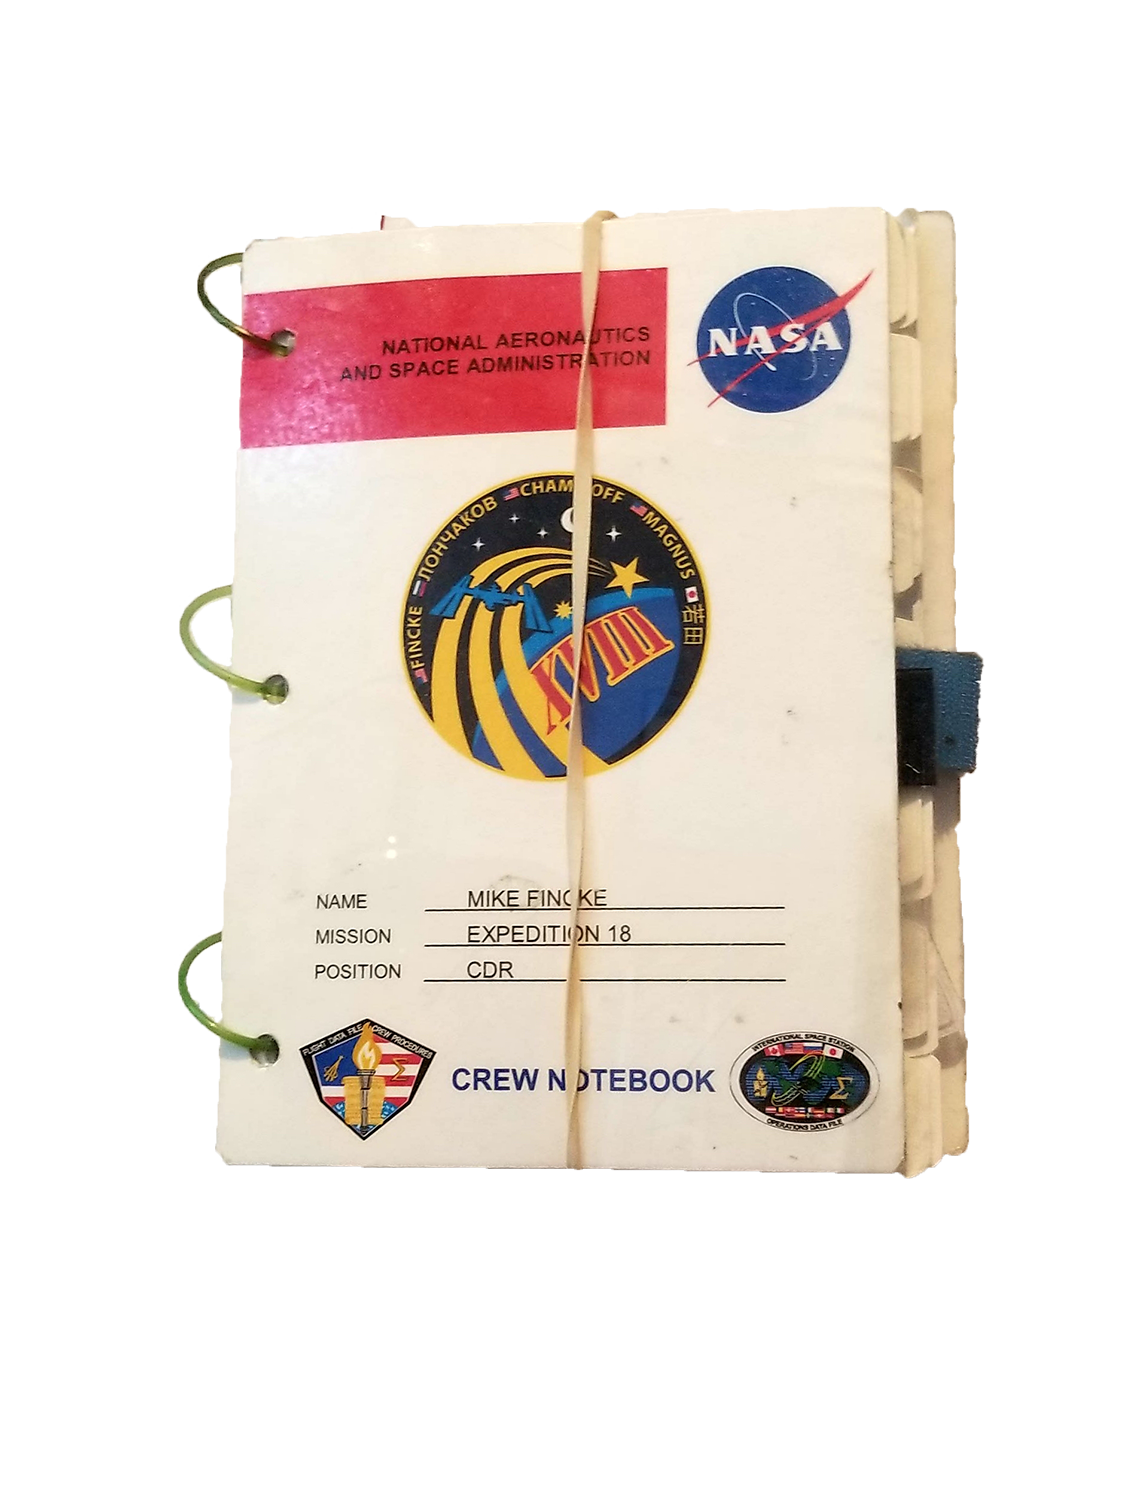 NATIONAL AERONAUTICS
AND SPACE ADMINISTRATION
NASA
FINCKE ЛОНЧАКОВ CHAMITOFF MAGNUS 若田
XVIII
NAME MIKE FINCKE
MISSION EXPEDITION 18
POSITION CDR
FLIGHT DATA FILE CREW PROCEDURES
CREW NOTEBOOK
INTERNATIONAL SPACE STATION
OPERATIONS DATA FILE